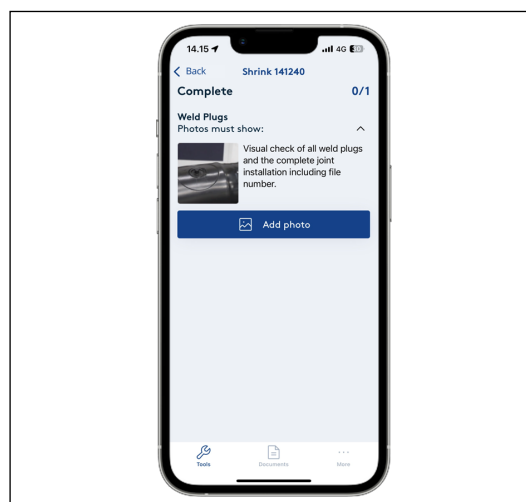 14.15 4G
Back Shrink 141240
Complete 0/1
Weld Plugs
Photos must show:
Visual check of all weld plugs
and the complete joint
installation including file
number.
Add photo
Tools Documents More